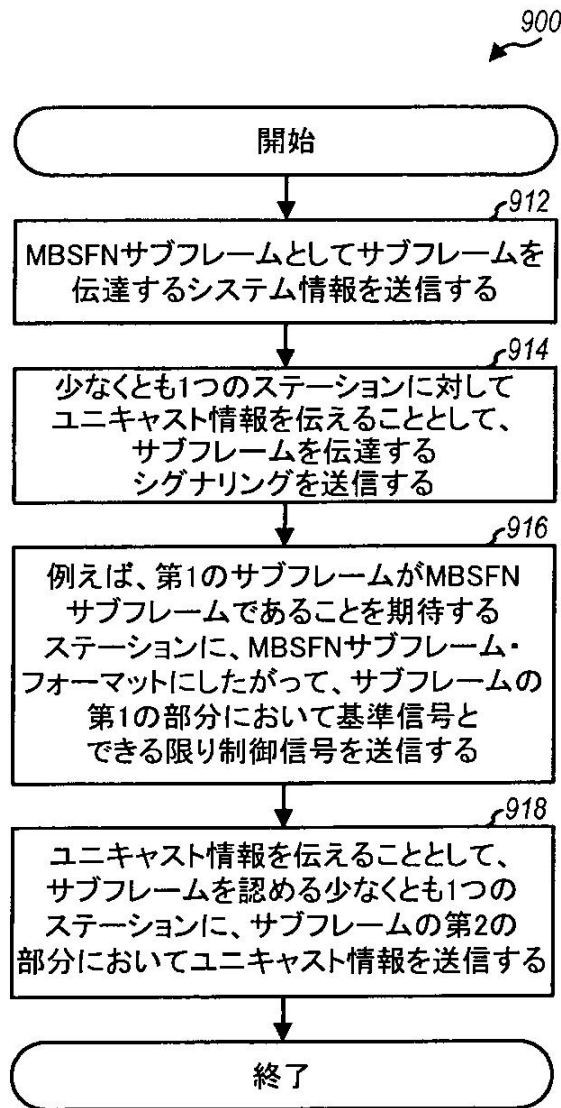 900
開始
912
MBSFNサブフレームとしてサブフレームを
伝達するシステム情報を送信する
914
少なくとも1つのステーションに対して
ユニキャスト情報を伝えることとして、
サブフレームを伝達する
シグナリングを送信する
916
例えば、第1のサブフレームがMBSFN
サブフレームであることを期待する
ステーションに、MBSFNサブフレーム・
フォーマットにしたがって、サブフレームの
第1の部分において基準信号と
できる限り制御信号を送信する
918
ユニキャスト情報を伝えることとして、
サブフレームを認める少なくとも1つの
ステーションに、サブフレームの第2の
部分においてユニキャスト情報を送信する
終了